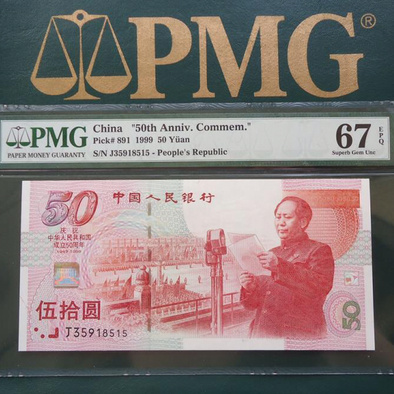 PMG®
PMG
PAPER MONEY GUARANTY
China "50th Anniv. Commem."
Pick# 891 1999 50 Yüan
S/N J35918515 - People's Republic
67
EPQ
Superb Gem Unc
50
中国人民银行
庆祝
中华人民共和国
成立50周年
伍拾圆
J35918515
50